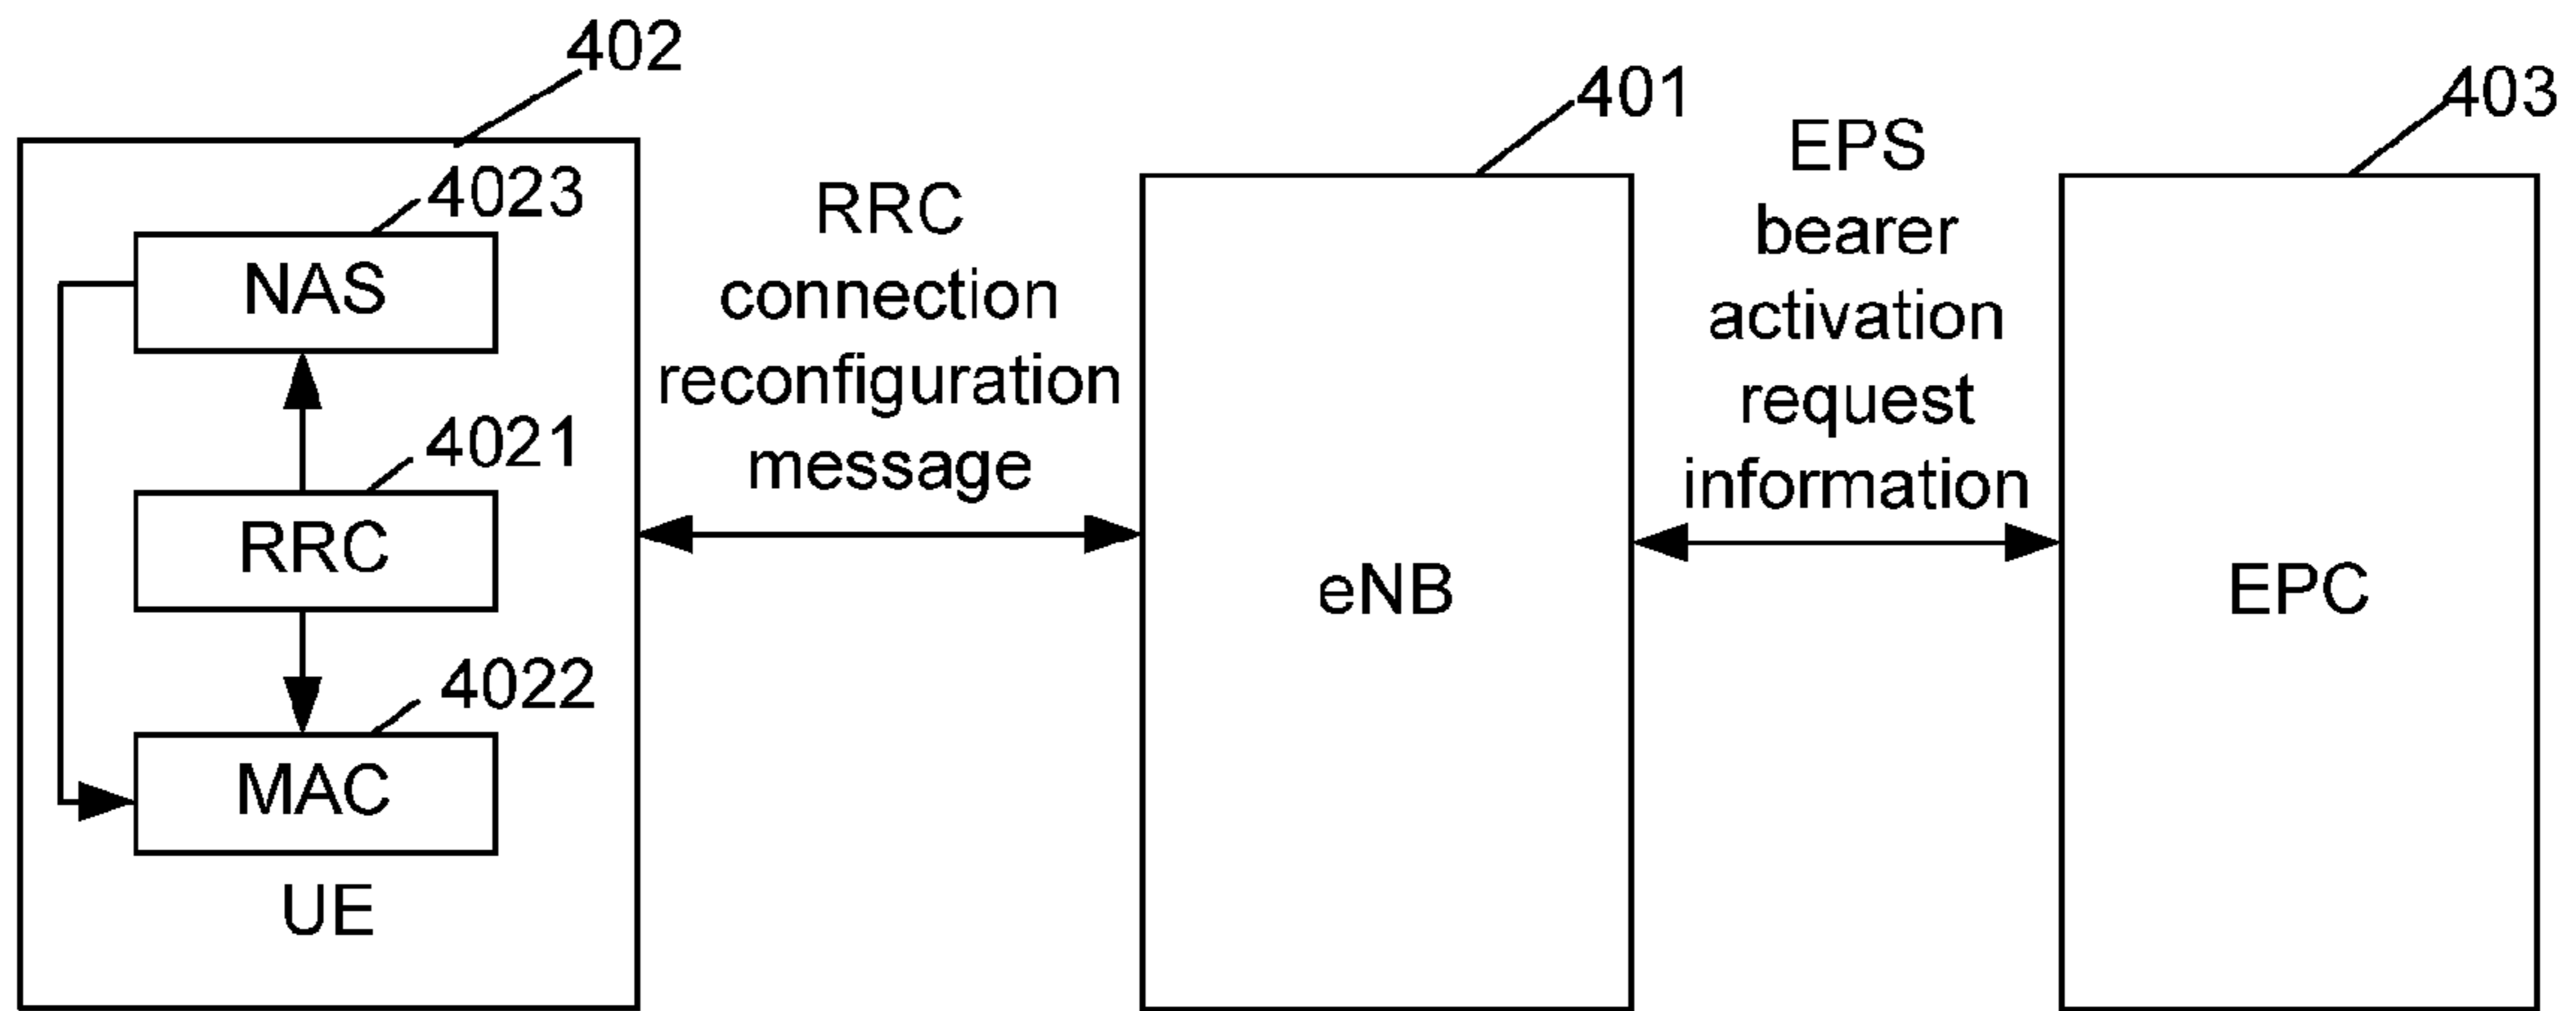 402
4023
NAS
4021
RRC
4022
MAC
UE
RRC
connection
reconfiguration
message
401
eNB
EPS
bearer
activation
request
information
403
EPC